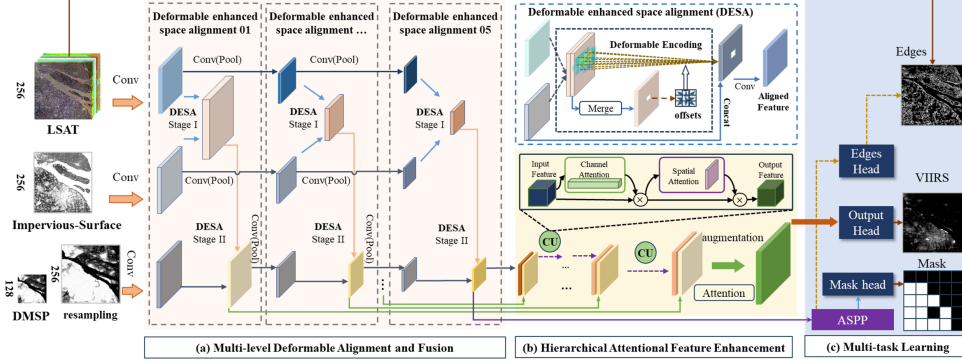 Deformable enhanced
space alignment 01
Deformable enhanced
space alignment ...
Deformable enhanced
space alignment 05
Deformable enhanced space alignment (DESA)
Deformable Encoding
Merge
offsets
Concat
Conv
Aligned
Feature
Edges
256
LSAT
Conv
Conv(Pool)
Conv(Pool)
DESA
Stage I
DESA
Stage I
DESA
Stage I
256
Impervious-Surface
Conv
Conv(Pool)
Conv(Pool)
Input
Feature
Channel
Attention
Spatial
Attention
Output
Feature
Edges
Head
VIIRS
Output
Head
DESA
Stage II
DESA
Stage II
DESA
Stage II
Conv(Pool)
Conv(Pool)
CU
CU
...
...
augmentation
Attention
128
DMSP
256
resampling
Conv
Mask
Mask head
ASPP
(a) Multi-level Deformable Alignment and Fusion
(b) Hierarchical Attentional Feature Enhancement
(c) Multi-task Learning